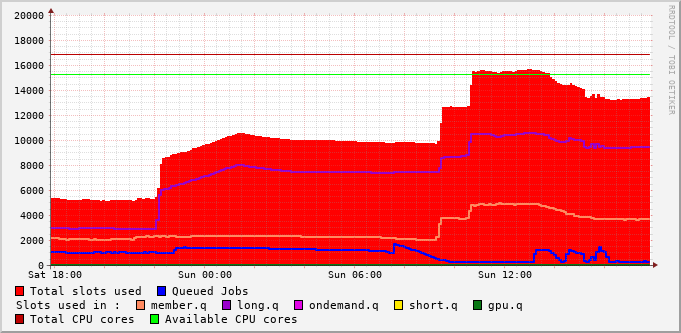 20000
18000
16000
14000
12000
10000
8000
6000
4000
2000
0
Sat 18:00 Sun 00:00 Sun 06:00 Sun 12:00
Total slots used Queued Jobs
Slots used in : member.q long.q ondemand.q short.q gpu.q
Total CPU cores Available CPU cores
RRDTOOL / TOBI OETIKER